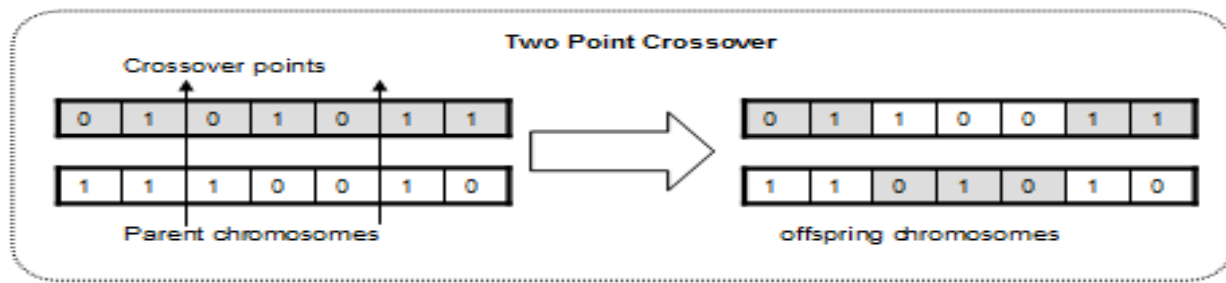 Two Point Crossover
Crossover points
0 1 0 1 0 1 1
0 1 1 0 0 1 1
1 1 1 0 0 1 0
1 1 0 1 0 1 0
Parent chromosomes
offspring chromosomes